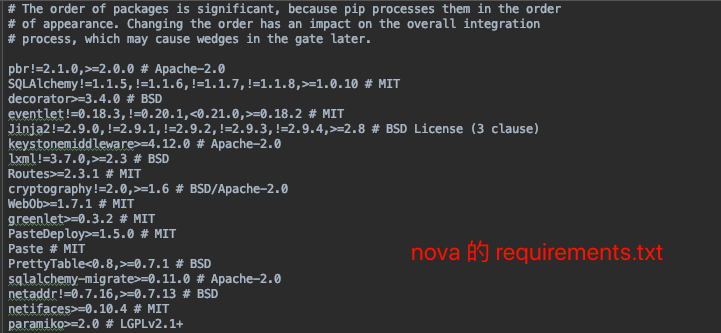 # The order of packages is significant, because pip processes them in the order
# of appearance. Changing the order has an impact on the overall integration
# process, which may cause wedges in the gate later.
pbr!=2.1.0,>=2.0.0 # Apache-2.0
SQLAlchemy!=1.1.5,!=1.1.6,!=1.1.7,!=1.1.8,>=1.0.10 # MIT
decorator>=3.4.0 # BSD
eventlet!=0.18.3,!=0.20.1,<0.21.0,>=0.18.2 # MIT
Jinja2!=2.9.0,!=2.9.1,!=2.9.2,!=2.9.3,!=2.9.4,>=2.8 # BSD License (3 clause)
keystonemiddleware>=4.12.0 # Apache-2.0
lxml!=3.7.0,>=2.3 # BSD
Routes>=2.3.1 # MIT
cryptography!=2.0,>=1.6 # BSD/Apache-2.0
WebOb>=1.7.1 # MIT
greenlet>=0.3.2 # MIT
PasteDeploy>=1.5.0 # MIT
Paste # MIT
PrettyTable<0.8,>=0.7.1 # BSD
sqlalchemy-migrate>=0.11.0 # Apache-2.0
netaddr!=0.7.16,>=0.7.13 # BSD
netifaces>=0.10.4 # MIT
paramiko>=2.0 # LGPLv2.1+
nova 的 requirements.txt